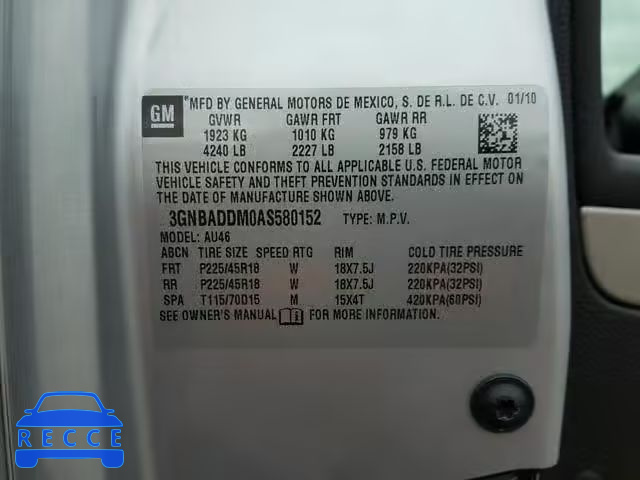 GM
MFD BY GENERAL MOTORS DE MEXICO, S. DE R.L. DE C.V. 01/10
GVWR GAWR FRT GAWR RR
1923 KG 1010 KG 979 KG
4240 LB 2227 LB 2158 LB
THIS VEHICLE CONFORMS TO ALL APPLICABLE U.S. FEDERAL MOTOR
VEHICLE SAFETY AND THEFT PREVENTION STANDARDS IN EFFECT ON
THE DATE OF MANUFACTURE SHOWN ABOVE.
3GNBADDM0AS580152 TYPE: M.P.V.
MODEL: AU46
ABCN TIRE SIZE SPEED RTG RIM COLD TIRE PRESSURE
FRT P225/45R18 W 18X7.5J 220KPA(32PSI)
RR P225/45R18 W 18X7.5J 220KPA(32PSI)
SPA T115/70D15 M 15X4T 420KPA(60PSI)
SEE OWNER'S MANUAL FOR MORE INFORMATION.
RECCE